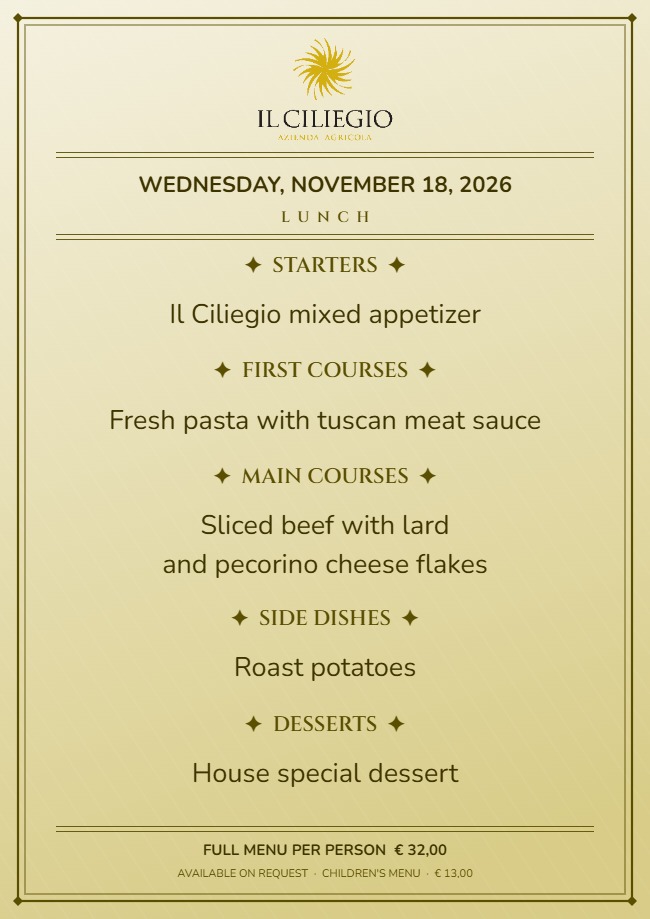 IL CILIEGIO
AZIENDA AGRICOLA
WEDNESDAY, NOVEMBER 18, 2026
LUNCH
✦ STARTERS ✦
Il Ciliegio mixed appetizer
✦ FIRST COURSES ✦
Fresh pasta with tuscan meat sauce
✦ MAIN COURSES ✦
Sliced beef with lard
and pecorino cheese flakes
✦ SIDE DISHES ✦
Roast potatoes
✦ DESSERTS ✦
House special dessert
FULL MENU PER PERSON € 32,00
AVAILABLE ON REQUEST · CHILDREN'S MENU · € 13,00